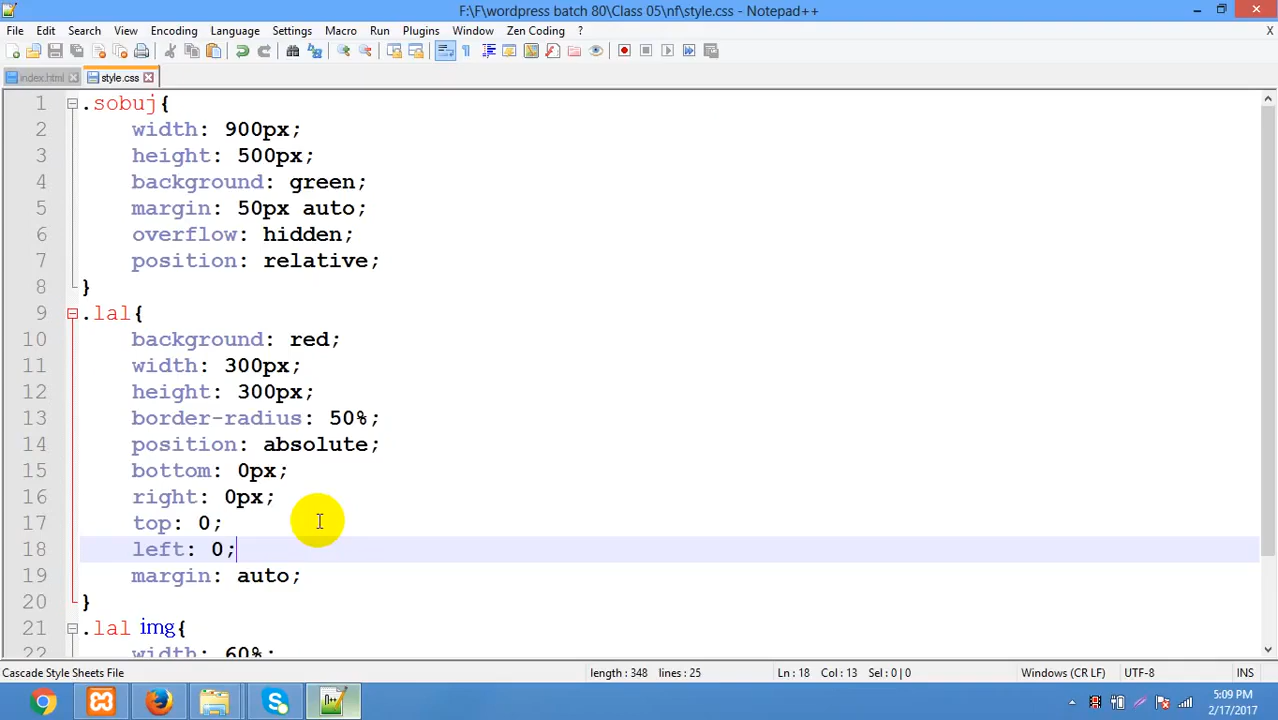 F:\F\wordpress batch 80\Class 05\nf\style.css - Notepad++
File Edit Search View Encoding Language Settings Macro Run Plugins Window Zen Coding ? X
index.html style.css
1 .sobuj{
2 width: 900px;
3 height: 500px;
4 background: green;
5 margin: 50px auto;
6 overflow: hidden;
7 position: relative;
8 }
9 .lal{
10 background: red;
11 width: 300px;
12 height: 300px;
13 border-radius: 50%;
14 position: absolute;
15 bottom: 0px;
16 right: 0px;
17 top: 0;
18 left: 0;
19 margin: auto;
20 }
21 .lal img{
22 width: 60%;
Cascade Style Sheets File length : 348 lines : 25 Ln : 18 Col : 13 Sel : 0 | 0 Windows (CR LF) UTF-8 INS
5:09 PM
2/17/2017